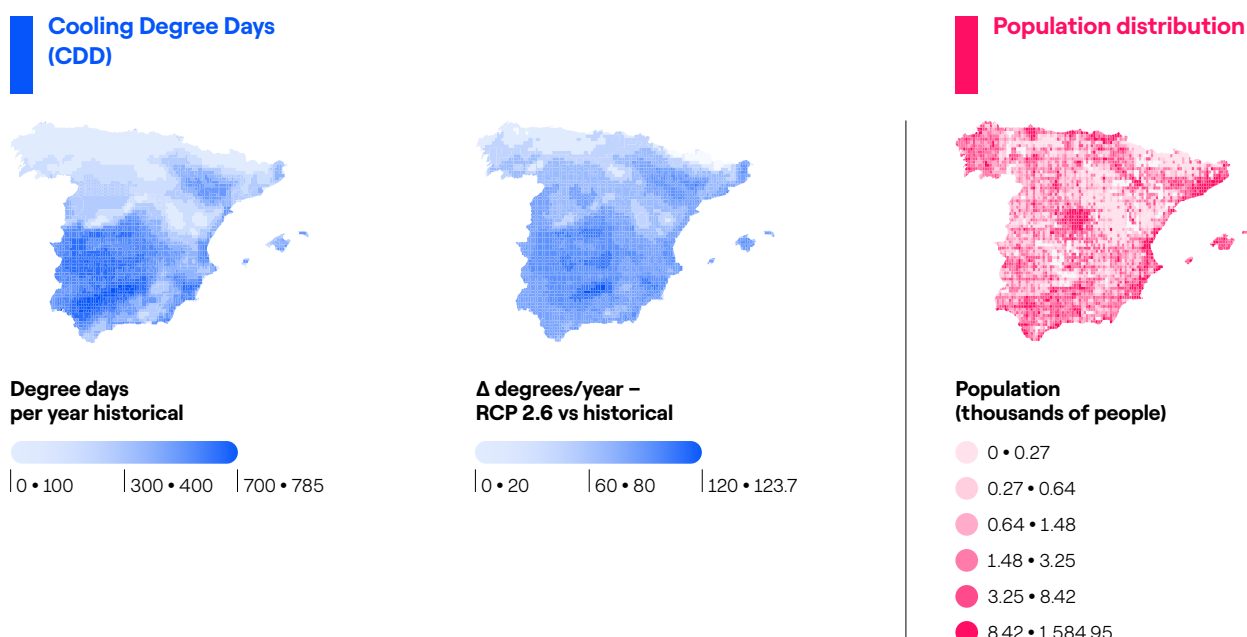 Cooling Degree Days
(CDD)
Population distribution
Degree days
per year historical
0 • 100
300 • 400
700 • 785
Δ degrees/year –
RCP 2.6 vs historical
0 • 20
60 • 80
120 • 123.7
Population
(thousands of people)
0 • 0.27
0.27 • 0.64
0.64 • 1.48
1.48 • 3.25
3.25 • 8.42
8.42 • 1,584.95